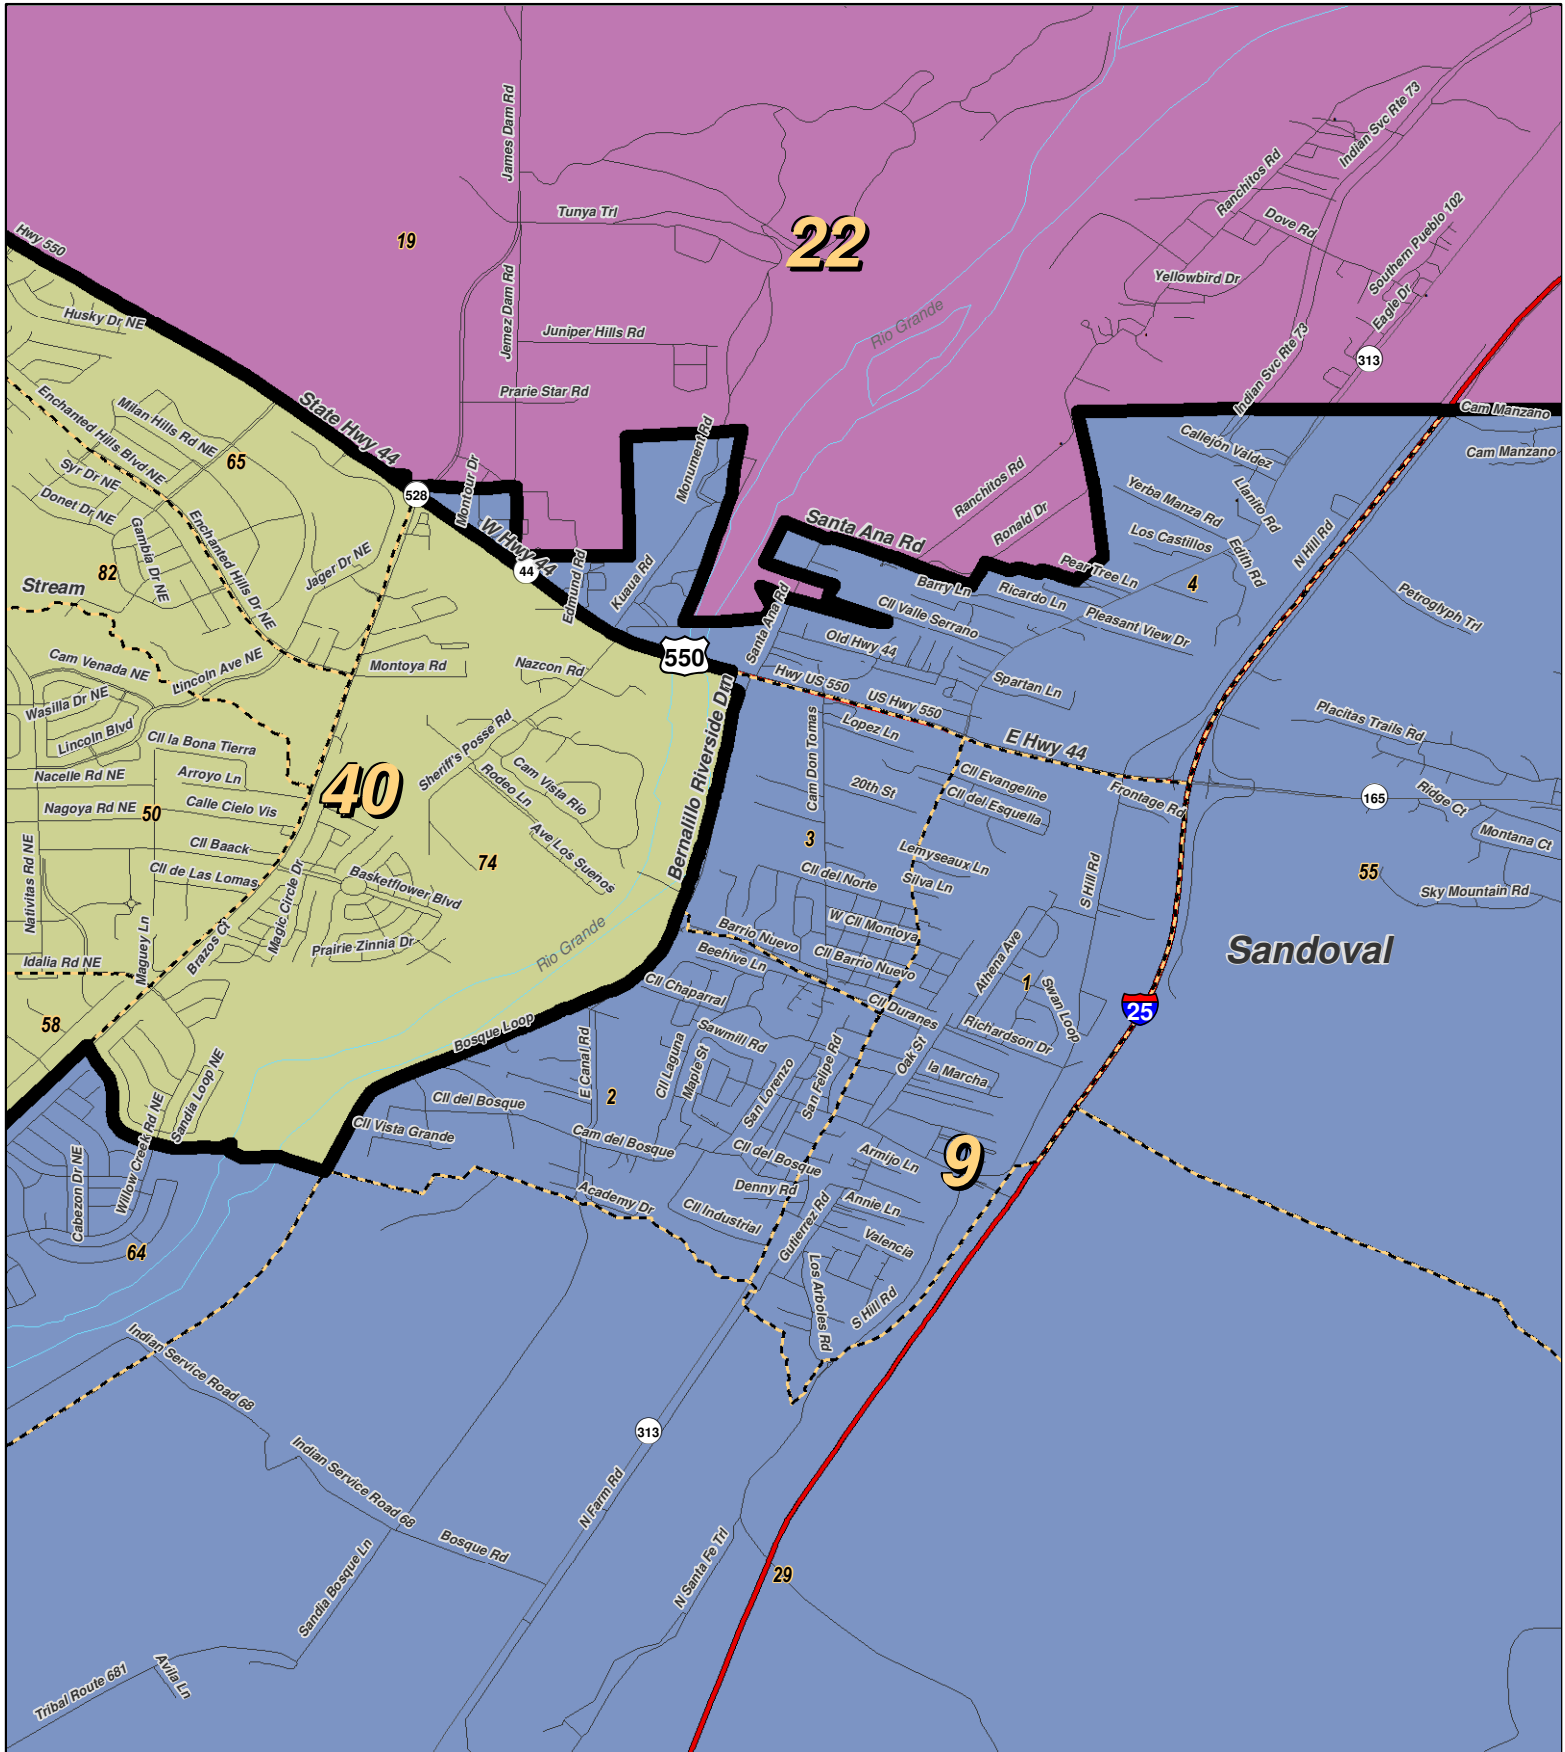 James Dam Rd
Indian Svc Rte 73
Ranchitos Rd
Tunya Trl
22
19
Dove Rd
Southern Pueblo 102
Hwy 550
Yellowbird Dr
Jemez Dam Rd
Eagle Dr
Rio Grande
Husky Dr NE
Juniper Hills Rd
313
Indian Svc Rte 73
Prarie Star Rd
Enchanted Hills Blvd NE
Milan Hills Rd NE
State Hwy 44
Cam Manzano
Monument Rd
Callejón Valdez
Cam Manzano
65
Syr Dr NE
Montour Dr
528
Ranchitos Rd
Llanito Rd
Yerba Manza Rd
Donet Dr NE
Gambia Dr NE
Enchanted Hills Dr NE
W Hwy 44
Santa Ana Rd
Ronald Dr
Los Castillos
N Hill Rd
Edith Rd
44
82
Jager Dr NE
Stream
Edmund Rd
Kuaua Rd
Pear Tree Ln
Barry Ln
Ricardo Ln
4
Petroglyph Trl
Cll Valle Serrano
Pleasant View Dr
Santa Ana Rd
Old Hwy 44
550
Cam Venada NE
Lincoln Ave NE
Montoya Rd
Nazcon Rd
Hwy US 550
US Hwy 550
Spartan Ln
Wasilla Dr NE
Lincoln Blvd
Cll la Bona Tierra
Sheriff's Posse Rd
Bernalillo Riverside Drn
Cam Don Tomas
Lopez Ln
E Hwy 44
Placitas Trails Rd
Nacelle Rd NE
Arroyo Ln
40
Rodeo Ln
Cam Vista Rio
20th St
Cll Evangeline
Cll del Esquella
Frontage Rd
165
Ridge Ct
Nagoya Rd NE
50
Calle Cielo Vis
Montana Ct
Cll Baack
74
Ave Los Suenos
3
Lemyseaux Ln
Cll de Las Lomas
Basketflower Blvd
Cll del Norte
Silva Ln
S Hill Rd
55
Sky Mountain Rd
Nativitas Rd NE
Magic Circle Dr
W Cll Montoya
Barrio Nuevo
Maguey Ln
Brazos Ct
Prairie Zinnia Dr
Rio Grande
Beehive Ln
Cll Barrio Nuevo
Athena Ave
Sandoval
Idalia Rd NE
Cll Chaparral
1
Swan Loop
Cll Duranes
25
58
Bosque Loop
Sawmill Rd
Richardson Dr
E Canal Rd
Cll Laguna
Maple St
San Lorenzo
San Felipe Rd
Oak St
la Marcha
Sandia Loop NE
Willow Creek Rd NE
Cll del Bosque
2
Cll Vista Grande
Cam del Bosque
Cll del Bosque
Armijo Ln
9
Cabezon Dr NE
Academy Dr
Denny Rd
Cll Industrial
Gutierrez Rd
Annie Ln
Valencia
64
Los Arboles Rd
S Hill Rd
Indian Service Road 68
313
Indian Service Road 68
N Farm Rd
Bosque Rd
Sandia Bosque Ln
N Santa Fe Trl
29
Tribal Route 681
Avila Ln